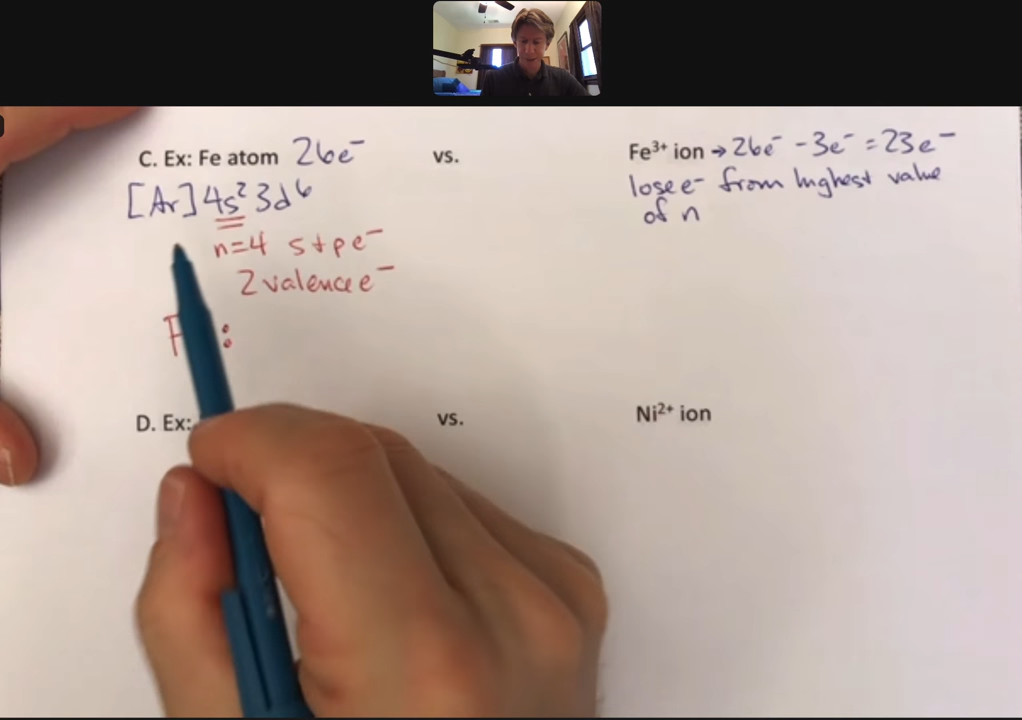 C. Ex: Fe atom 26e⁻ vs. Fe³⁺ ion → 26e⁻ - 3e⁻ = 23e⁻
[Ar] 4s² 3d⁶
lose e⁻ from highest value
of n
n=4 s+p e⁻
2 valence e⁻
:
D. Ex: vs. Ni²⁺ ion